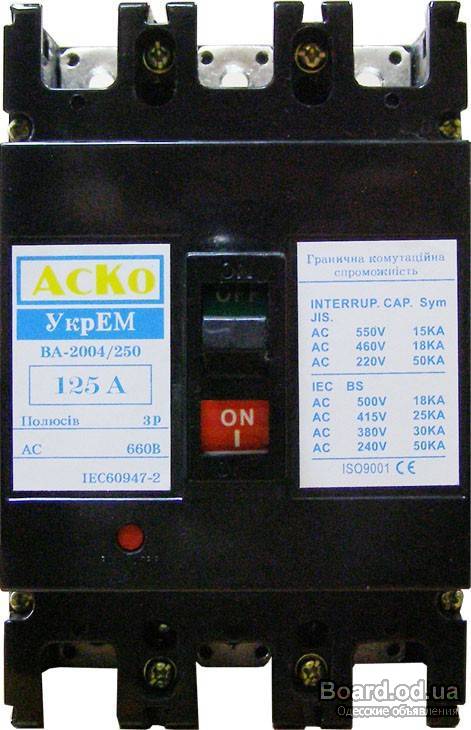 ON
OFF
ON
I
АсКо
УкрЕМ
ВА-2004/250
125 А
Полюсів 3р
АС 660В
IEC60947-2
Гранична комутаційна
спроможність
INTERRUP. CAP. Sym
JIS.
AC 550V 15KA
AC 460V 18KA
AC 220V 50KA
IEC BS
AC 500V 18KA
AC 415V 25KA
AC 380V 30KA
AC 240V 50KA
ISO9001 CE
Board.od.ua
Одесские объявления